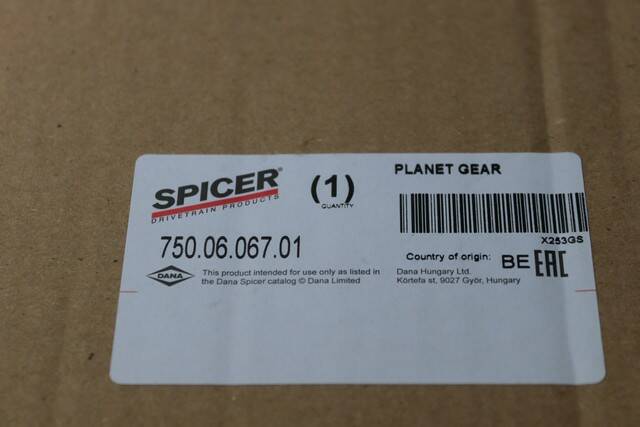 SPICER®
DRIVETRAIN PRODUCTS
(1)
QUANTITY
PLANET GEAR
X253GS
750.06.067.01
Country of origin: BE EAC
DANA
This product intended for use only as listed in
the Dana Spicer catalog © Dana Limited
Dana Hungary Ltd.
Körtefa st, 9027 Győr, Hungary